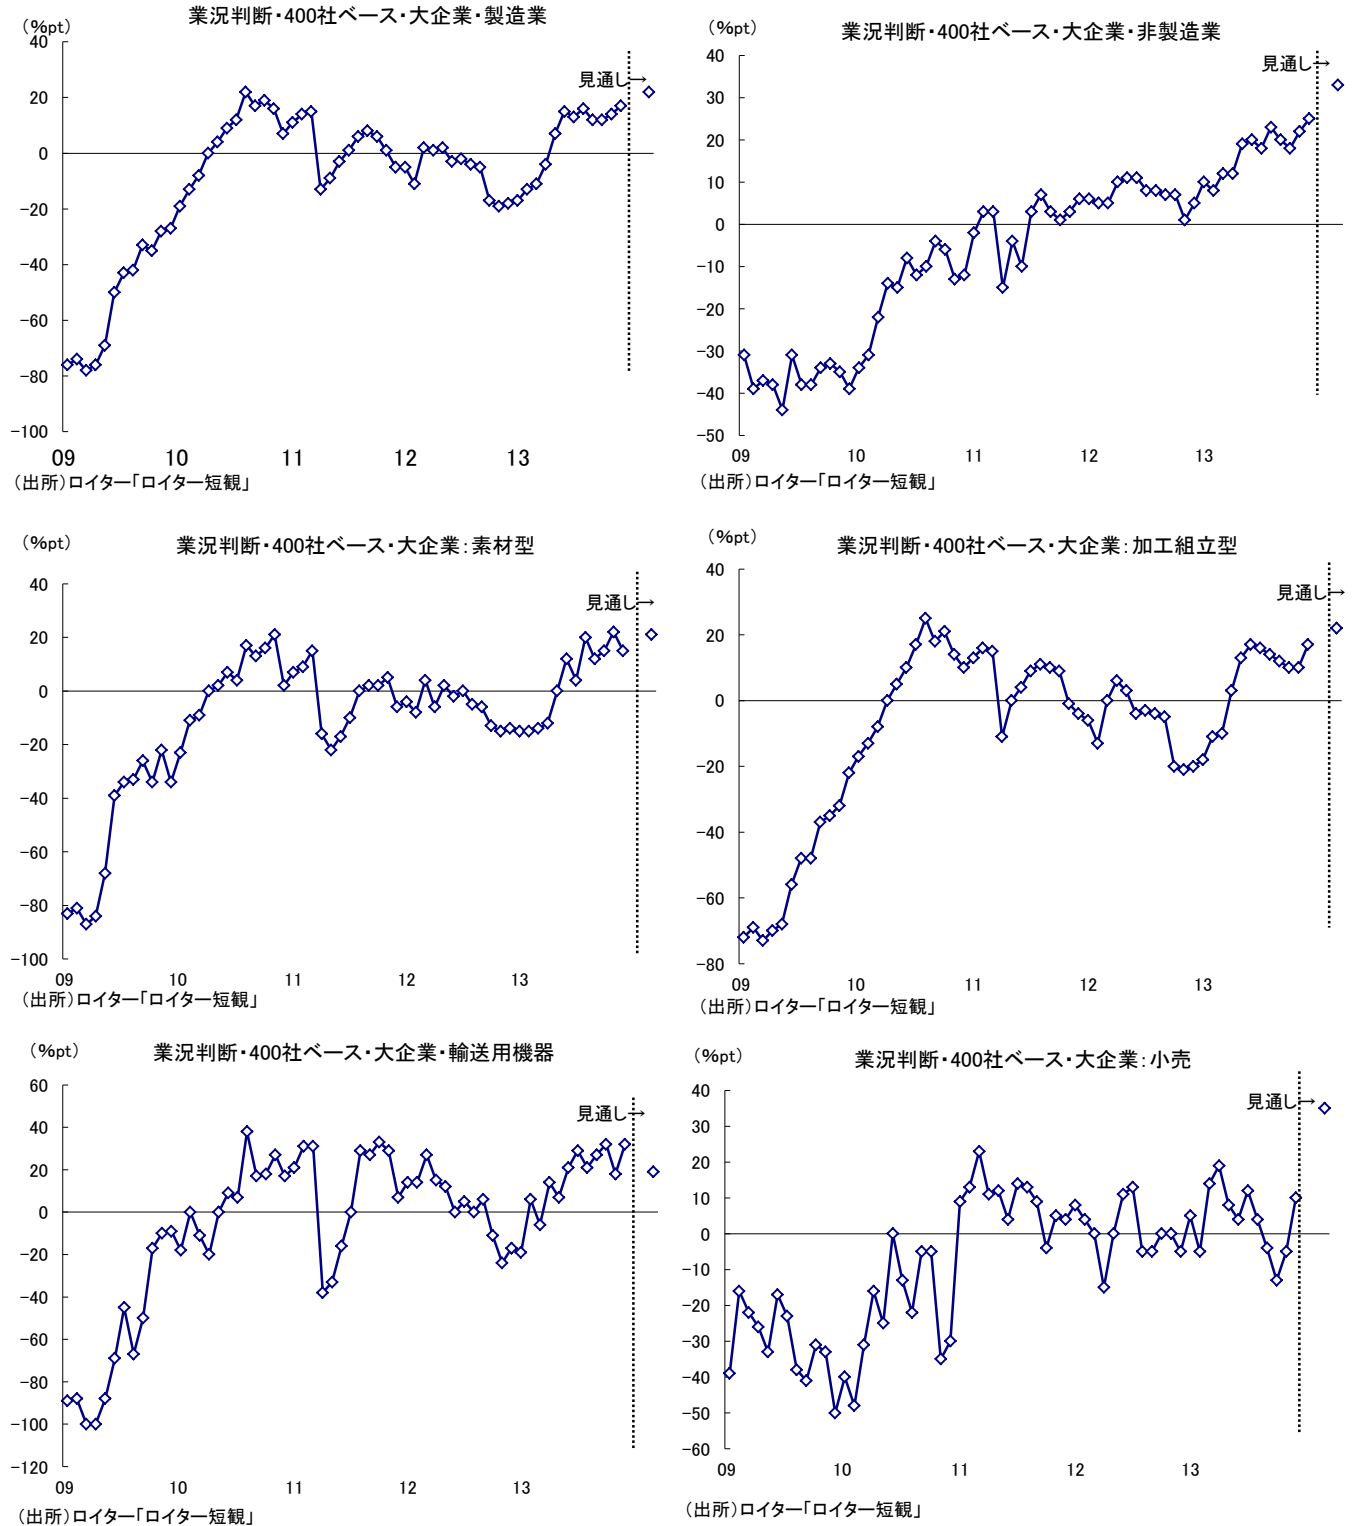 業況判断・400社ベース・大企業・製造業
（%pt）
40
20
0
−20
−40
−60
−80
−100
見通し→
09 10 11 12 13
（出所）ロイター「ロイター短観」
業況判断・400社ベース・大企業・非製造業
（%pt）
40
30
20
10
0
−10
−20
−30
−40
−50
見通し→
09 10 11 12 13
（出所）ロイター「ロイター短観」
業況判断・400社ベース・大企業：素材型
（%pt）
40
20
0
−20
−40
−60
−80
−100
見通し→
09 10 11 12 13
（出所）ロイター「ロイター短観」
業況判断・400社ベース・大企業：加工組立型
（%pt）
40
20
0
−20
−40
−60
−80
見通し→
09 10 11 12 13
（出所）ロイター「ロイター短観」
業況判断・400社ベース・大企業・輸送用機器
（%pt）
60
40
20
0
−20
−40
−60
−80
−100
−120
見通し→
09 10 11 12 13
（出所）ロイター「ロイター短観」
業況判断・400社ベース・大企業：小売
（%pt）
40
30
20
10
0
−10
−20
−30
−40
−50
−60
見通し→
09 10 11 12 13
（出所）ロイター「ロイター短観」